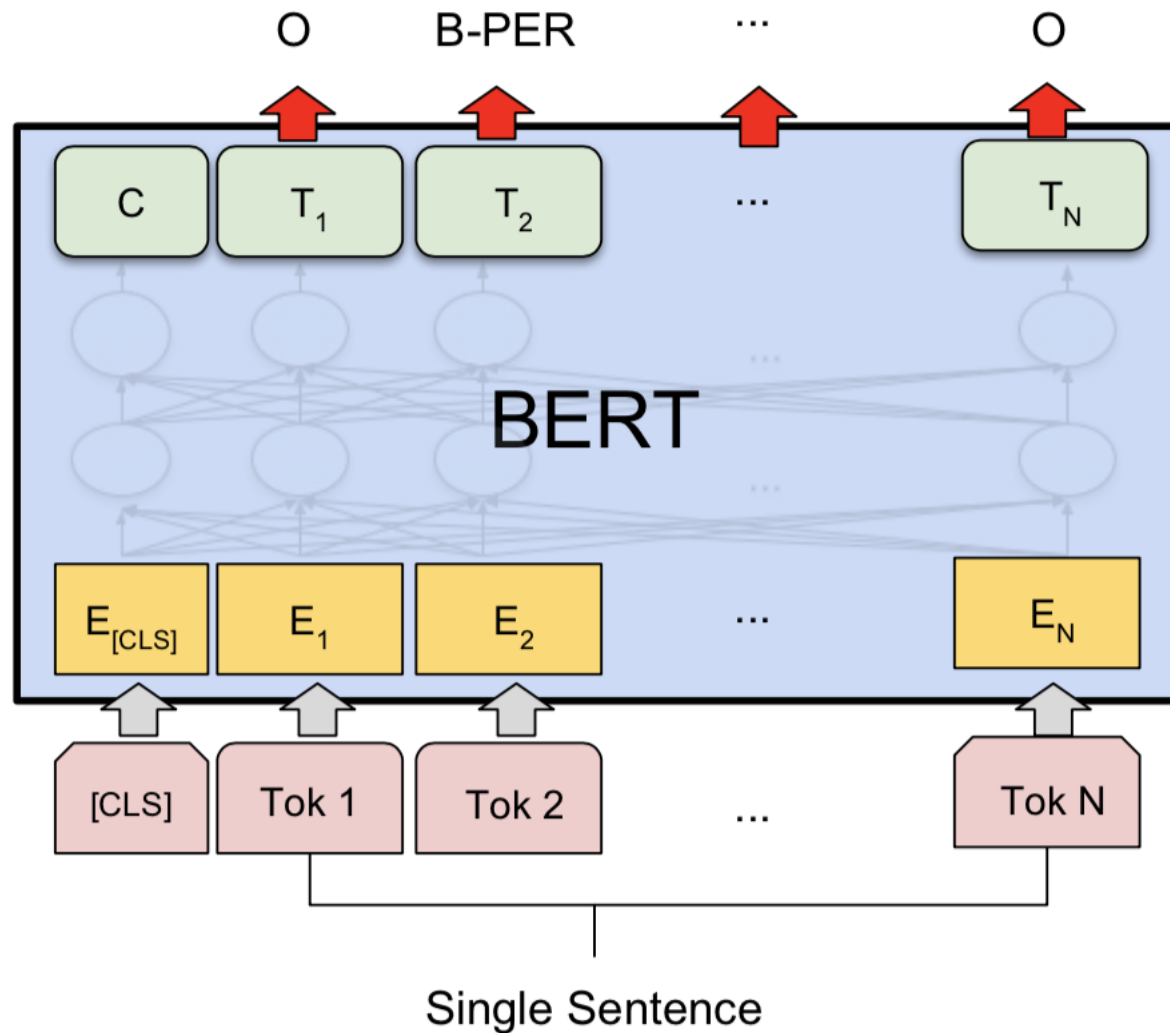 O B-PER ... O
C T1 T2 ... TN
...
BERT
...
E[CLS] E1 E2 ... EN
[CLS] Tok 1 Tok 2 ... Tok N
Single Sentence